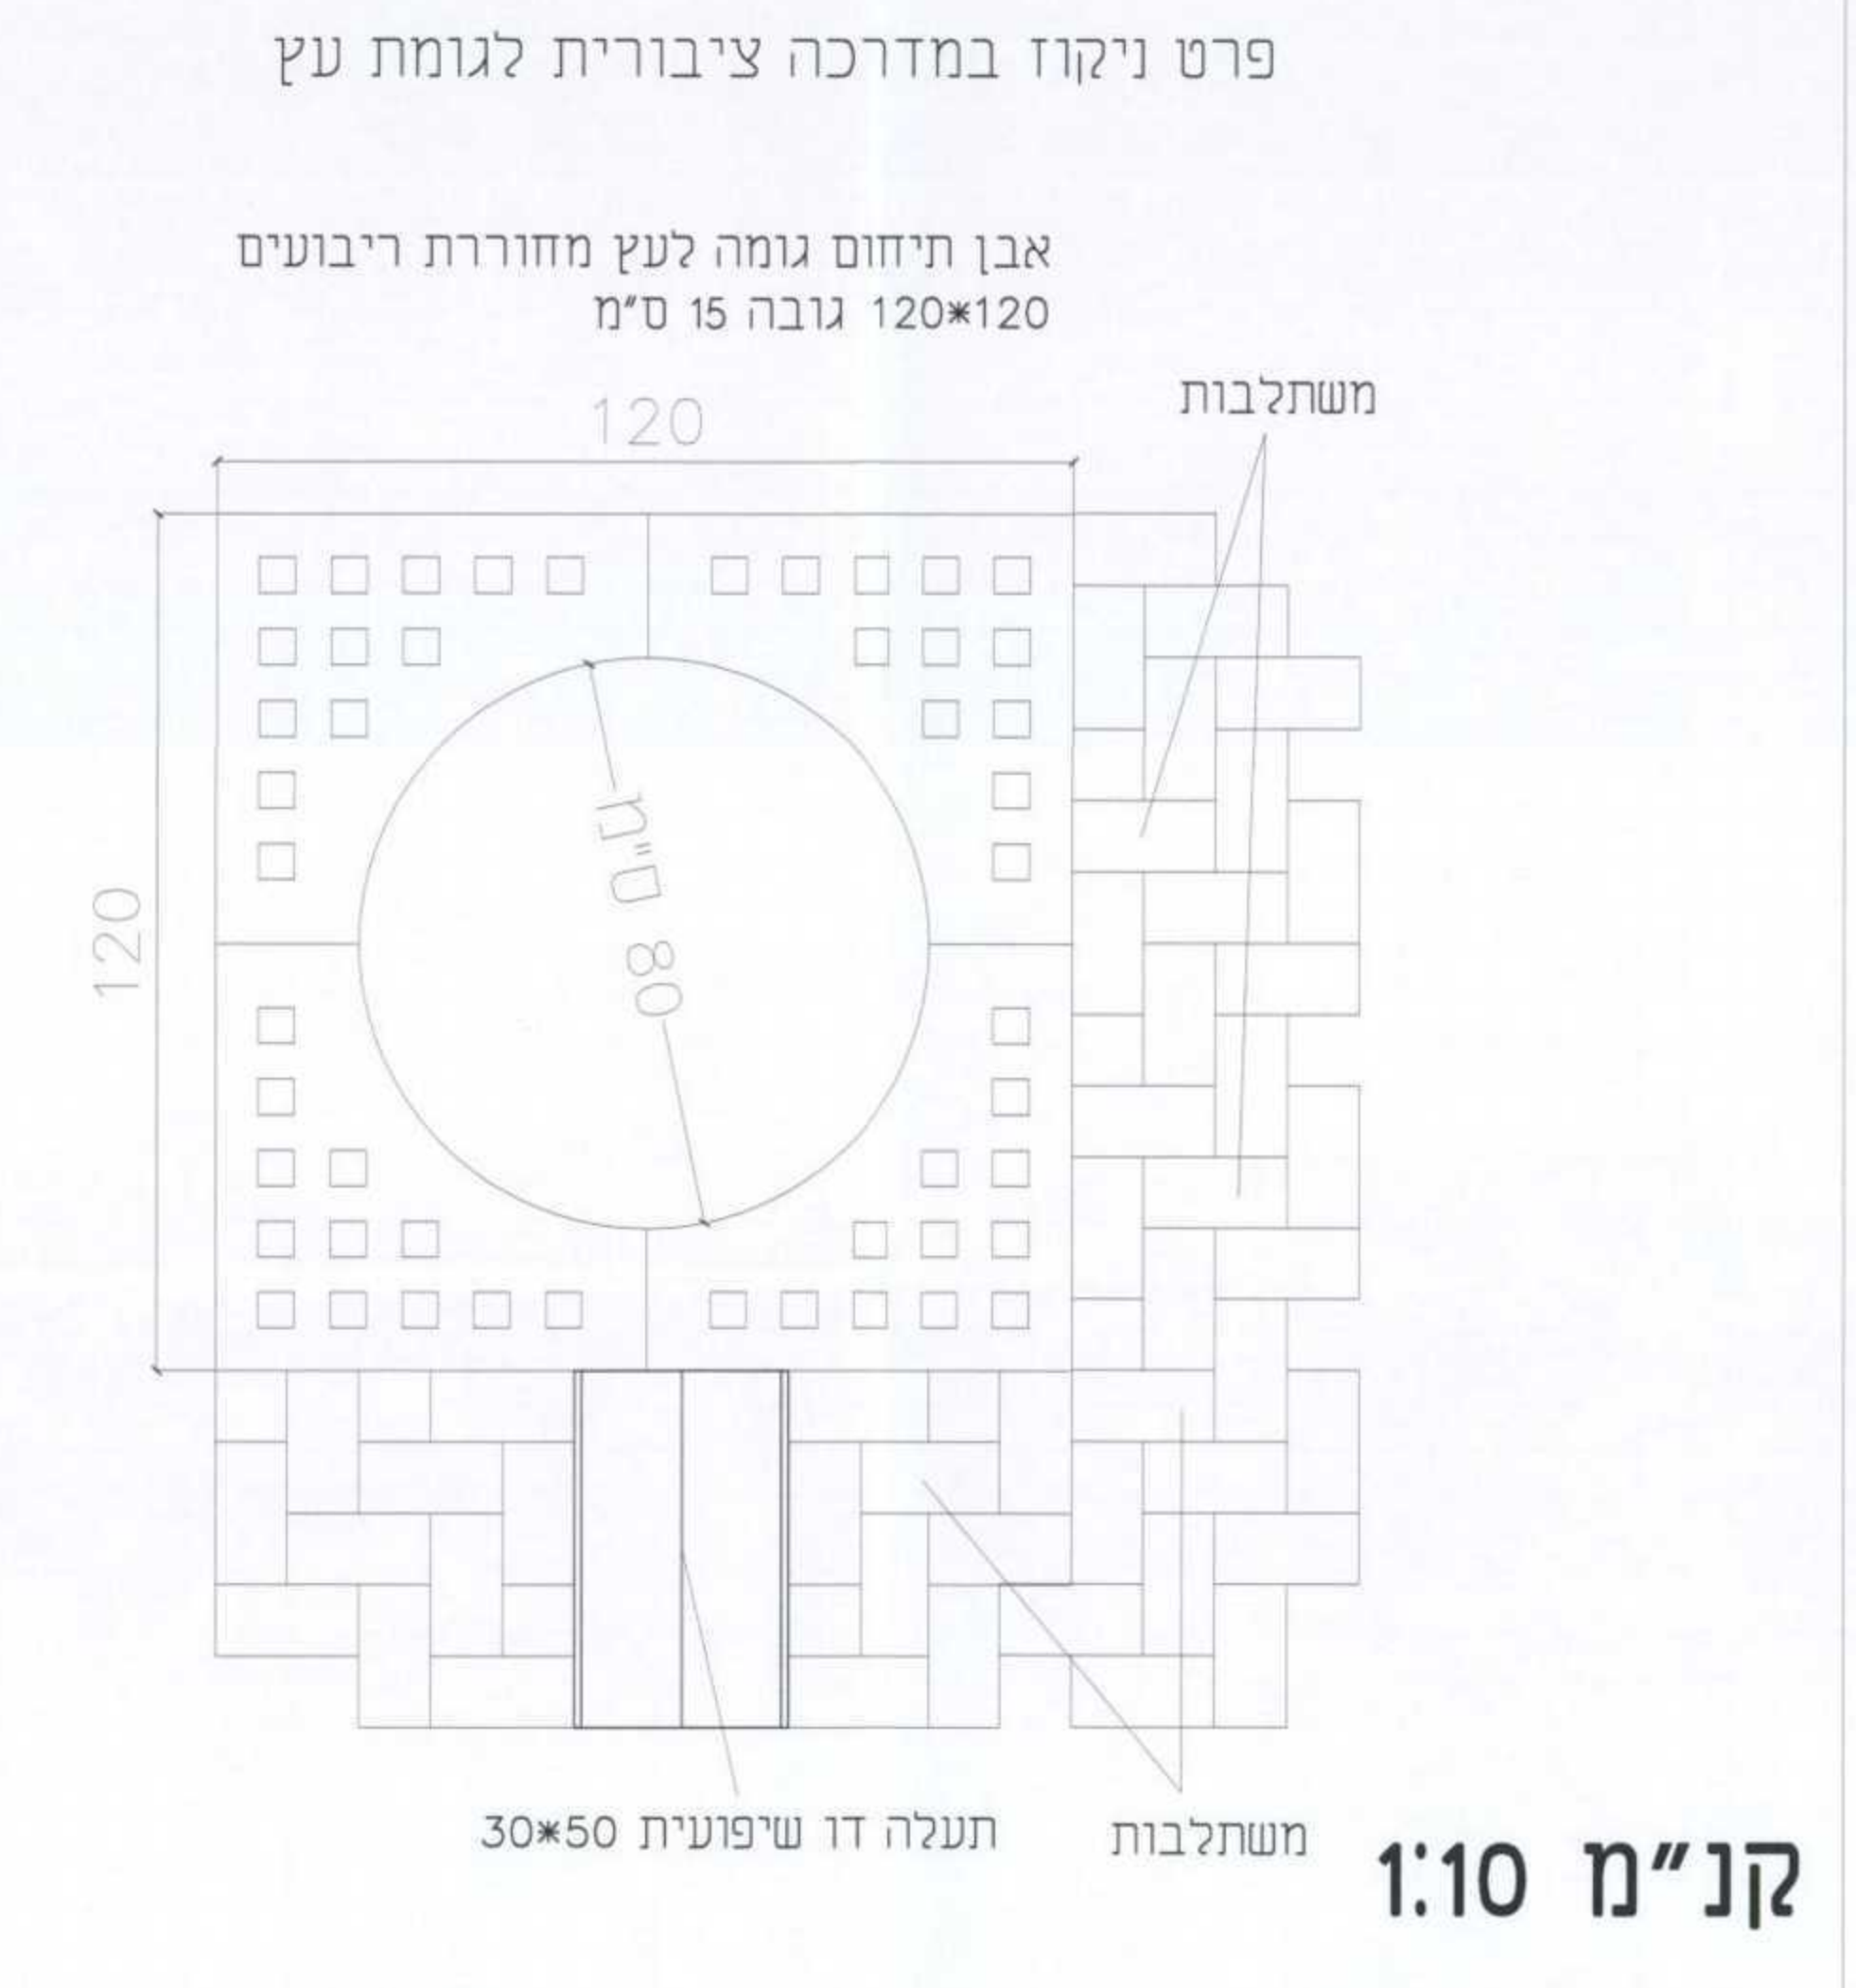 פרט ניקוז במדרכה ציבורית לגומת עץ
אבן תיחום גומה לעץ מחוררת ריבועים
120*120 גובה 15 ס"מ
משתלבות
120
120
80 ס"מ
תעלה דו שיפועית 30*50
משתלבות
קנ"מ 1:10